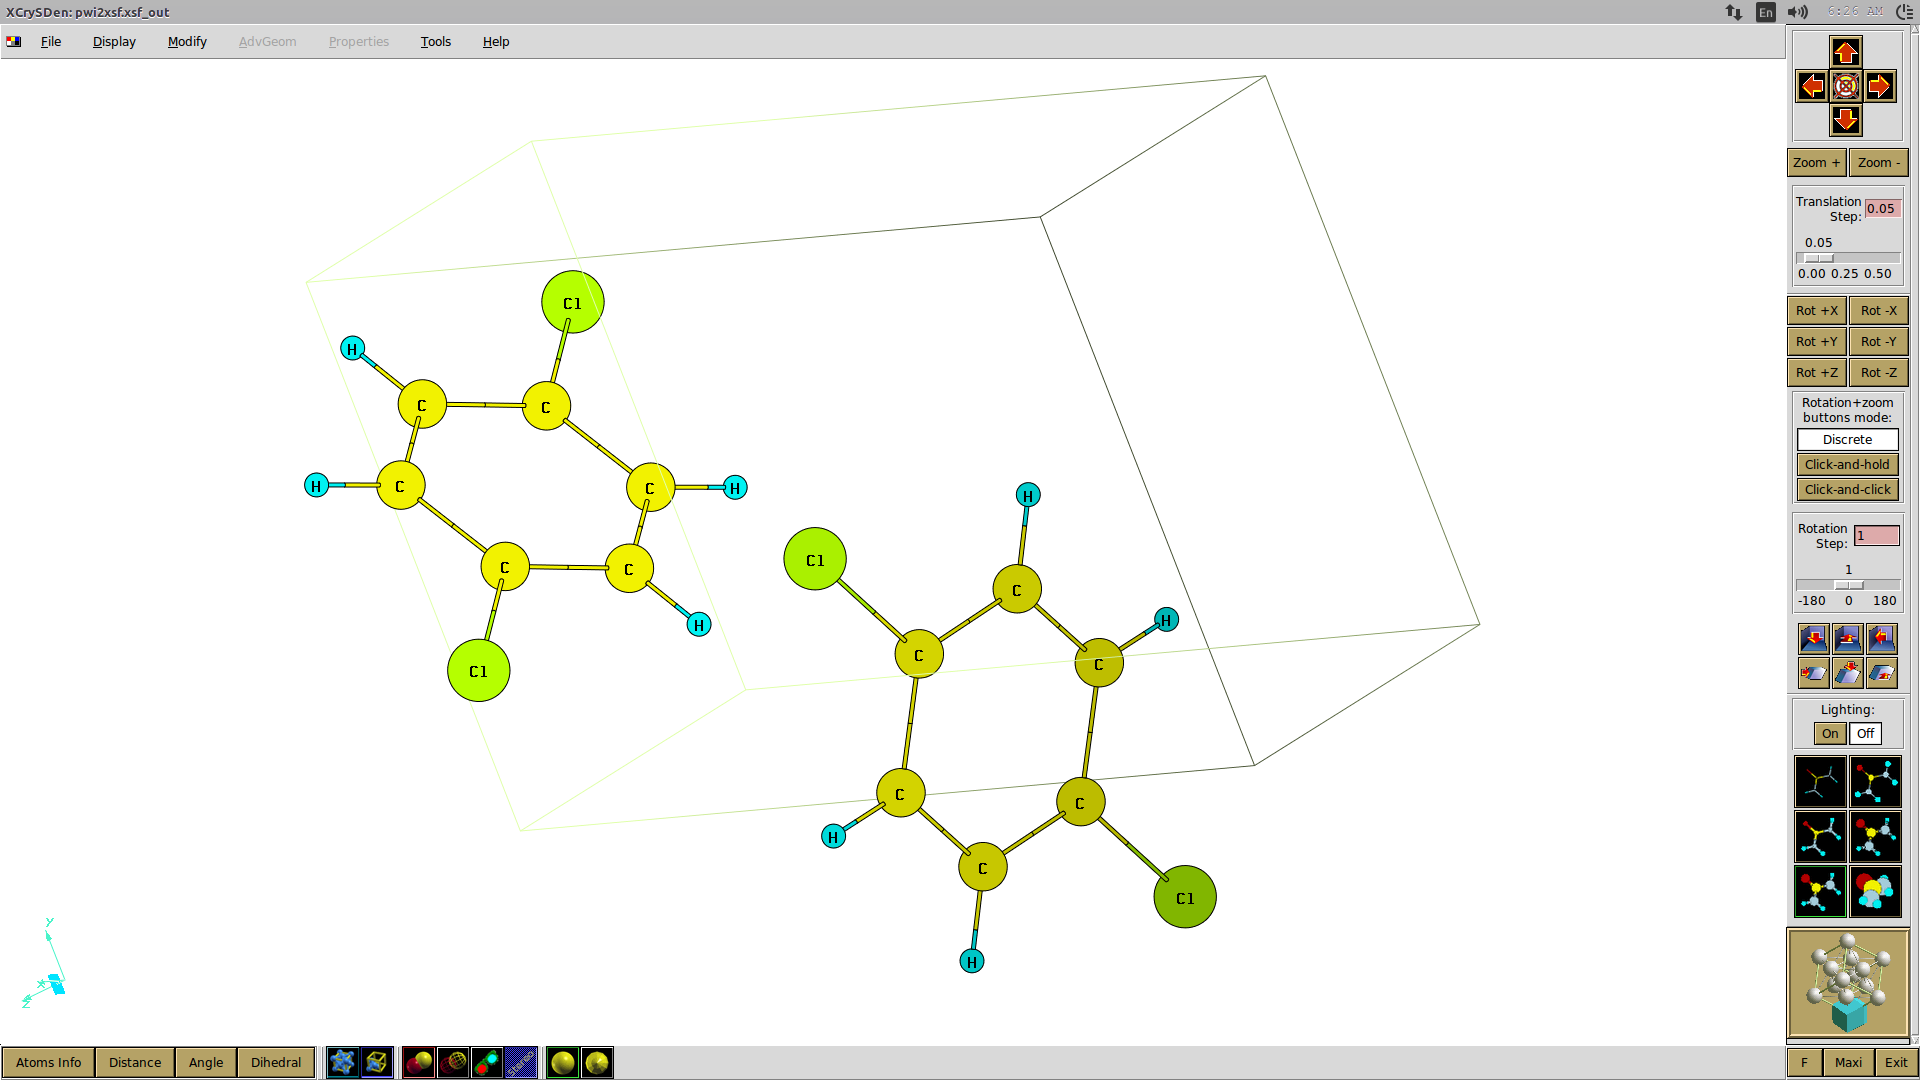 XCrySDen: pwi2xsf.xsf_out
En
6:26 AM
File Display Modify AdvGeom Properties Tools Help
Zoom + Zoom -
Translation
Step: 0.05
0.05
0.00 0.25 0.50
Rot +X Rot -X
Rot +Y Rot -Y
Rot +Z Rot -Z
Rotation+zoom
buttons mode:
Discrete
Click-and-hold
Click-and-click
Rotation
Step: 1
1
-180 0 180
Lighting:
On Off
Cl
H
C C
H C C H
C C
H
Cl
H
Cl
C
H
C C
C C
H
C
Cl
H
Y
X
Z
Atoms Info Distance Angle Dihedral
Stereo
F Maxi Exit